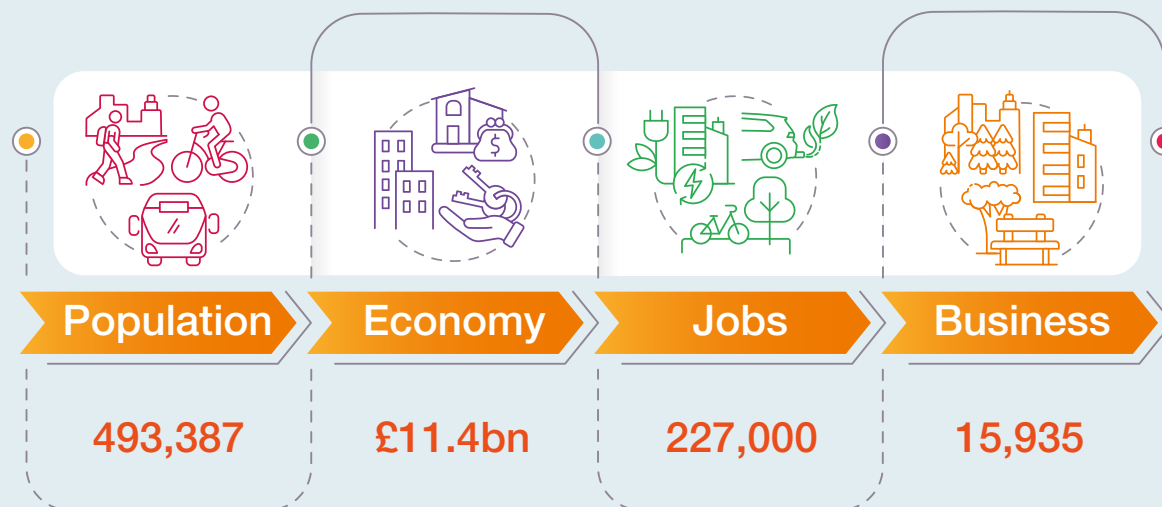 $
Population
Economy
Jobs
Business
493,387
£11.4bn
227,000
15,935